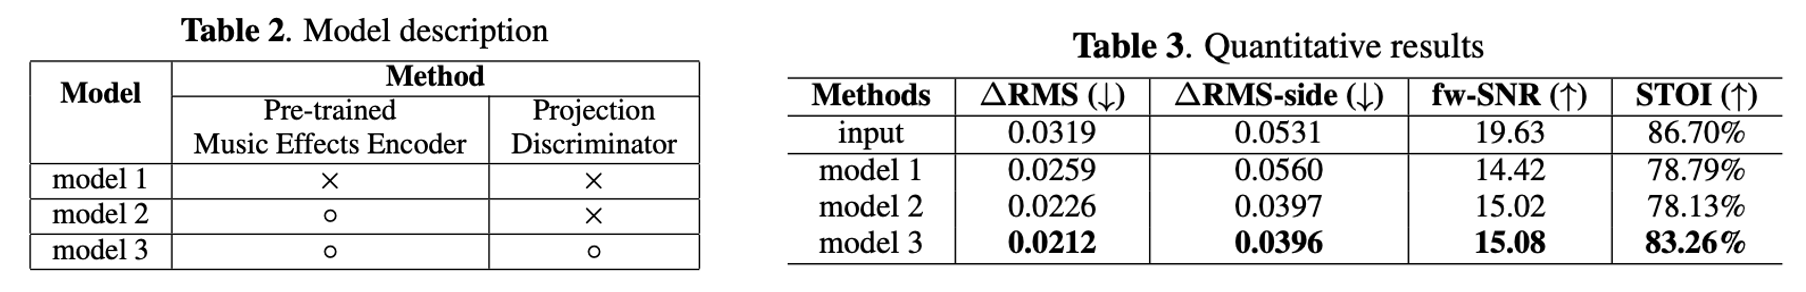 Table 2. Model description
Model Method
Pre-trained Music Effects Encoder Projection Discriminator
model 1 × ×
model 2 ○ ×
model 3 ○ ○
Table 3. Quantitative results
Methods △RMS (↓) △RMS-side (↓) fw-SNR (↑) STOI (↑)
input 0.0319 0.0531 19.63 86.70%
model 1 0.0259 0.0560 14.42 78.79%
model 2 0.0226 0.0397 15.02 78.13%
model 3 0.0212 0.0396 15.08 83.26%